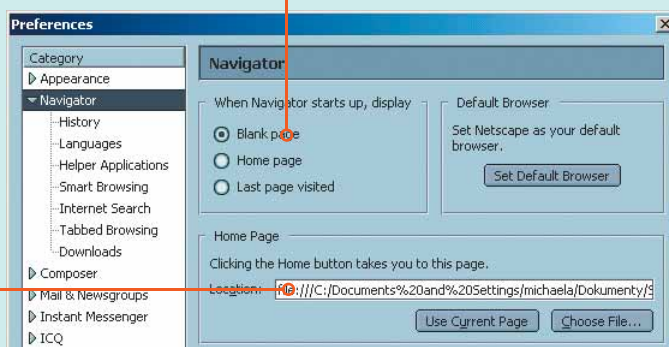 Preferences
Category
Appearance
Navigator
History
Languages
Helper Applications
Smart Browsing
Internet Search
Tabbed Browsing
Downloads
Composer
Mail & Newsgroups
Instant Messenger
ICQ
Navigator
When Navigator starts up, display
Blank page
Home page
Last page visited
Default Browser
Set Netscape as your default
browser.
Set Default Browser
Home Page
Clicking the Home button takes you to this page.
Location: file:///C:/Documents%20and%20Settings/michaela/Dokumenty/S
Use Current Page Choose File...